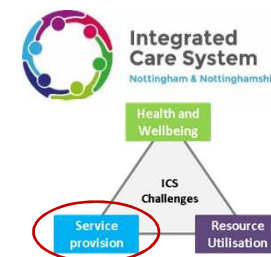 Integrated
Care System
Nottingham & Nottinghamshi
Health and
Wellbeing
ICS
Challenges
Service
provision
Resource
Utilisation